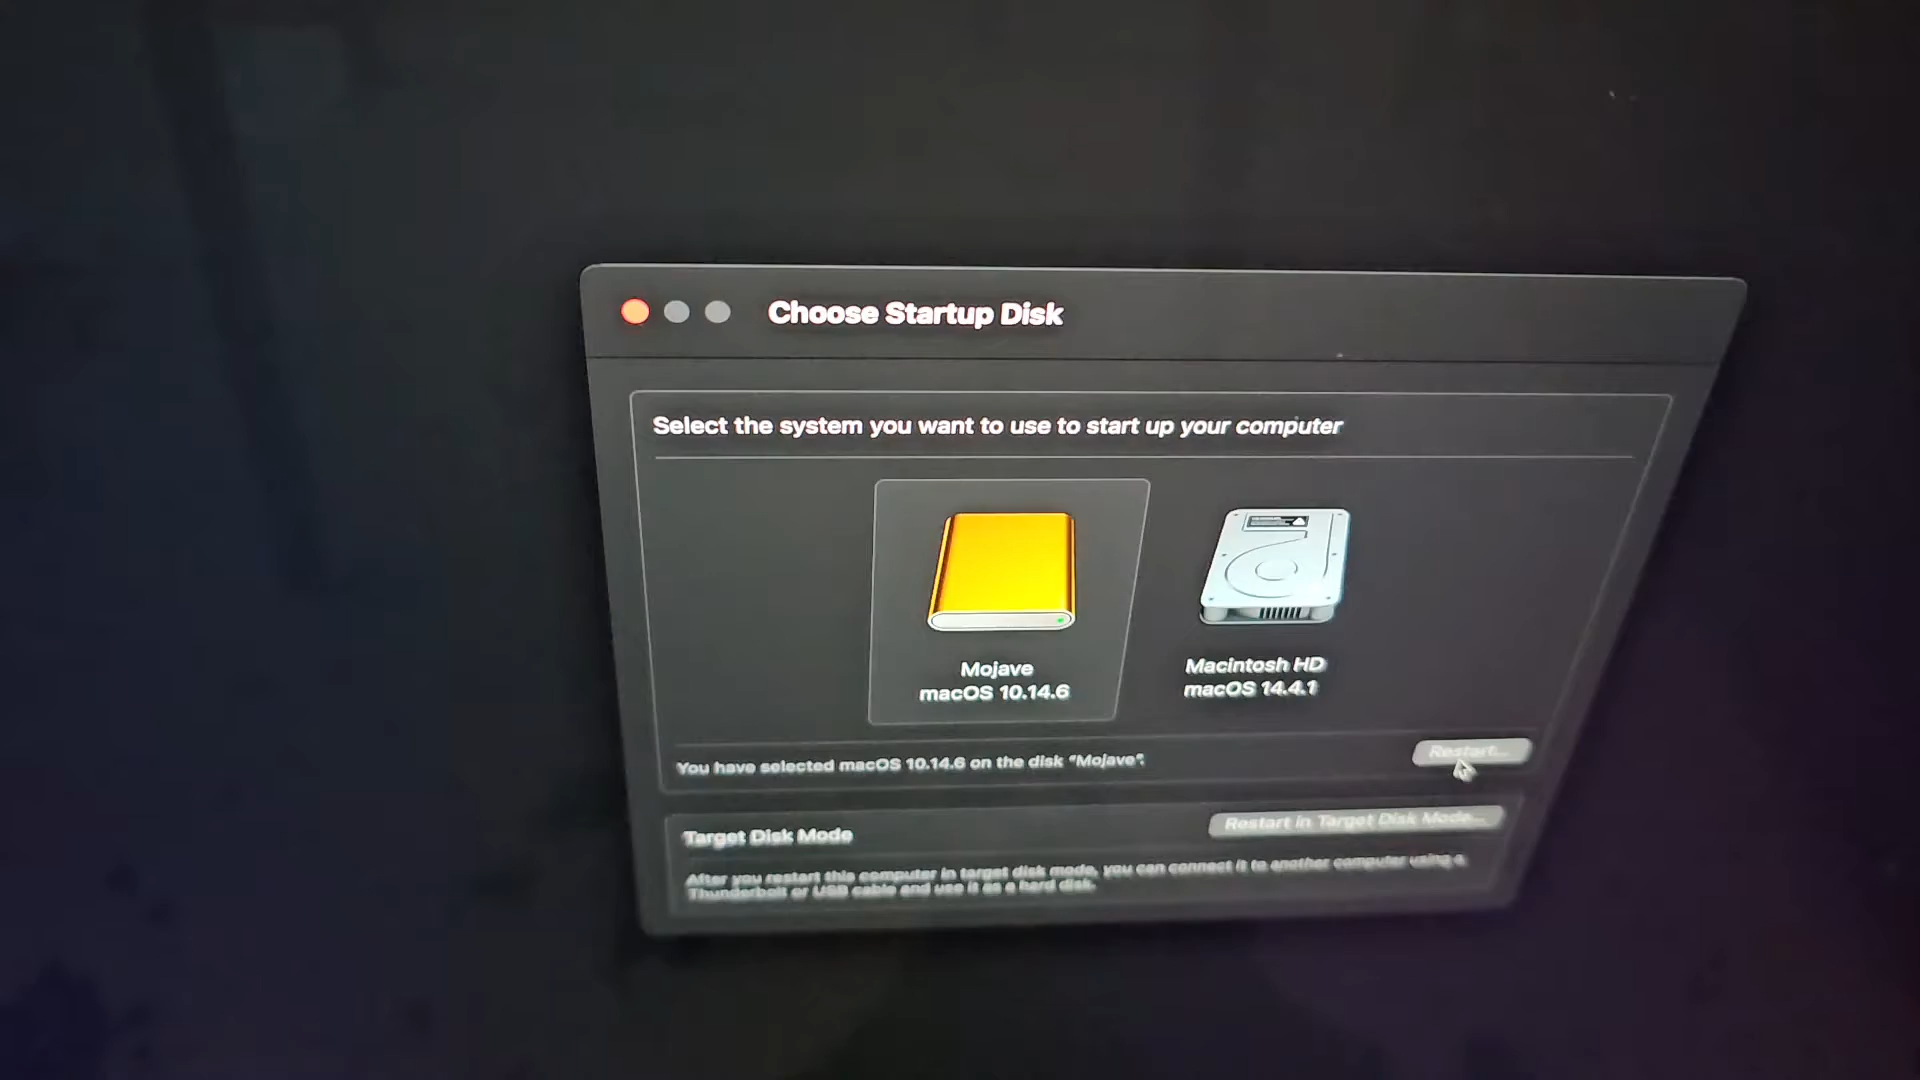 Choose Startup Disk
Select the system you want to use to start up your computer
Mojave
macOS 10.14.6
Macintosh HD
macOS 14.4.1
You have selected macOS 10.14.6 on the disk “Mojave”.
Restart...
Target Disk Mode
Restart in Target Disk Mode...
After you restart this computer in target disk mode, you can connect it to another computer using a
Thunderbolt or USB cable and use it as a hard disk.